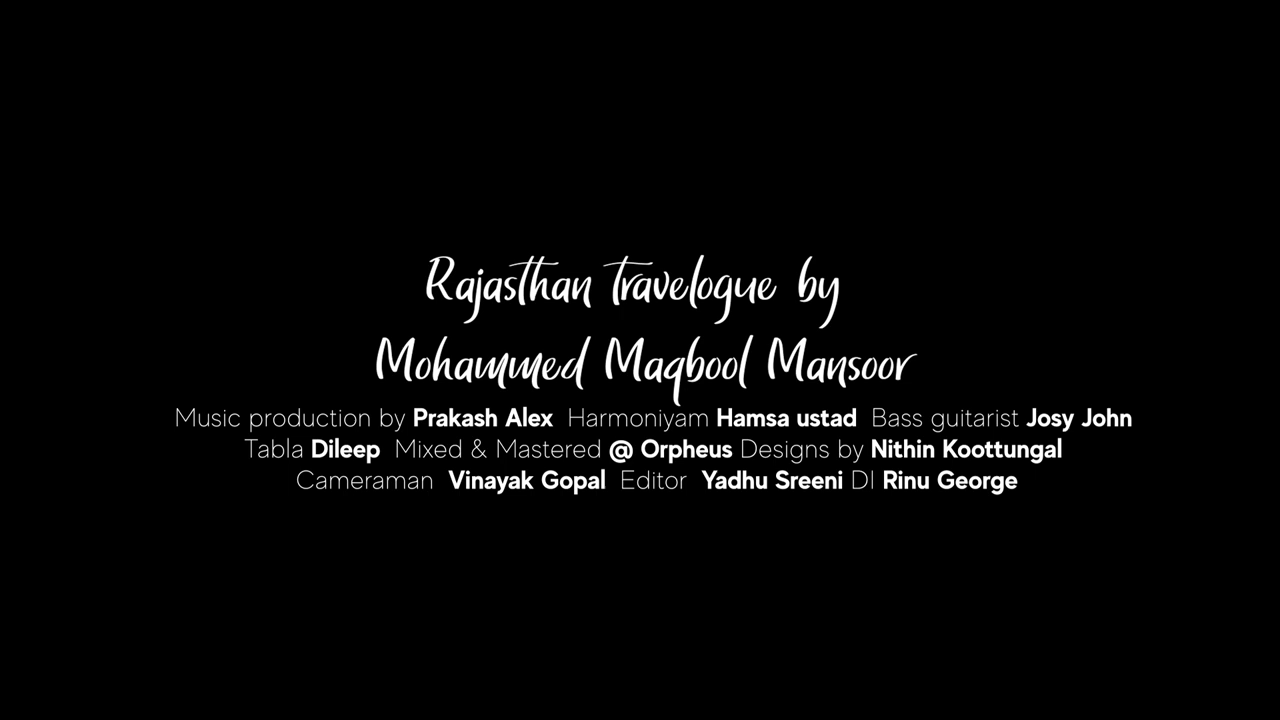 Rajasthan travelogue by
Mohammed Maqbool Mansoor
Music production by Prakash Alex Harmoniyam Hamsa ustad Bass guitarist Josy John
Tabla Dileep Mixed & Mastered @ Orpheus Designs by Nithin Koottungal
Cameraman Vinayak Gopal Editor Yadhu Sreeni DI Rinu George